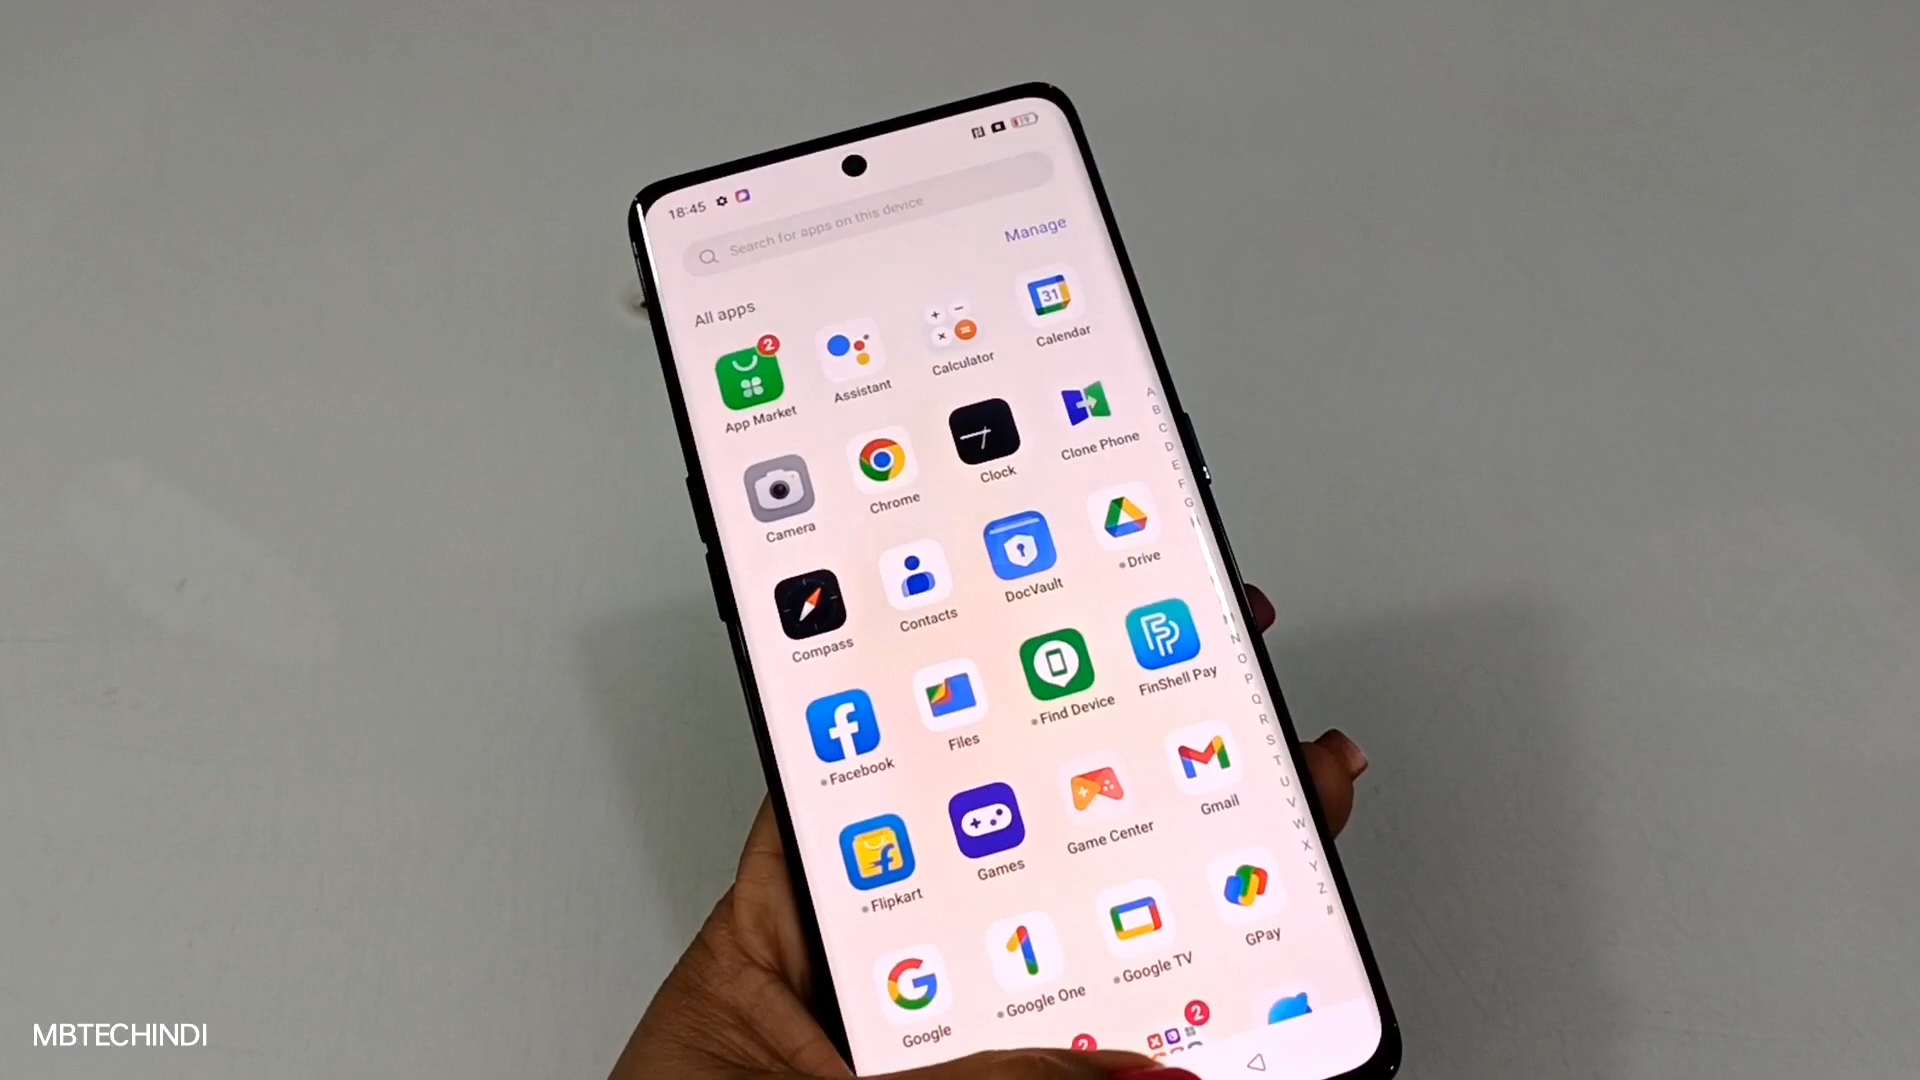 18:45
Search for apps on this device
Manage
All apps
2
31
App Market
Assistant
Calculator
Calendar
Camera
Chrome
Clock
Clone Phone
Compass
Contacts
DocVault
Drive
Facebook
Files
Find Device
FinShell Pay
Flipkart
Games
Game Center
Gmail
Google
Google One
Google TV
GPay
2
2
A
B
C
D
E
F
G
N
O
P
Q
R
S
T
U
V
W
X
Y
Z
#
MBTECHINDI